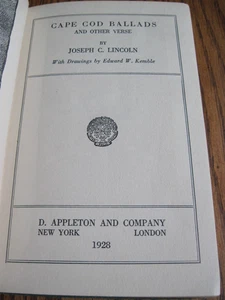 CAPE COD BALLADS
AND OTHER VERSE
BY
JOSEPH C. LINCOLN
With Drawings by Edward W. Kemble
D. APPLETON AND COMPANY
NEW YORK LONDON
1928